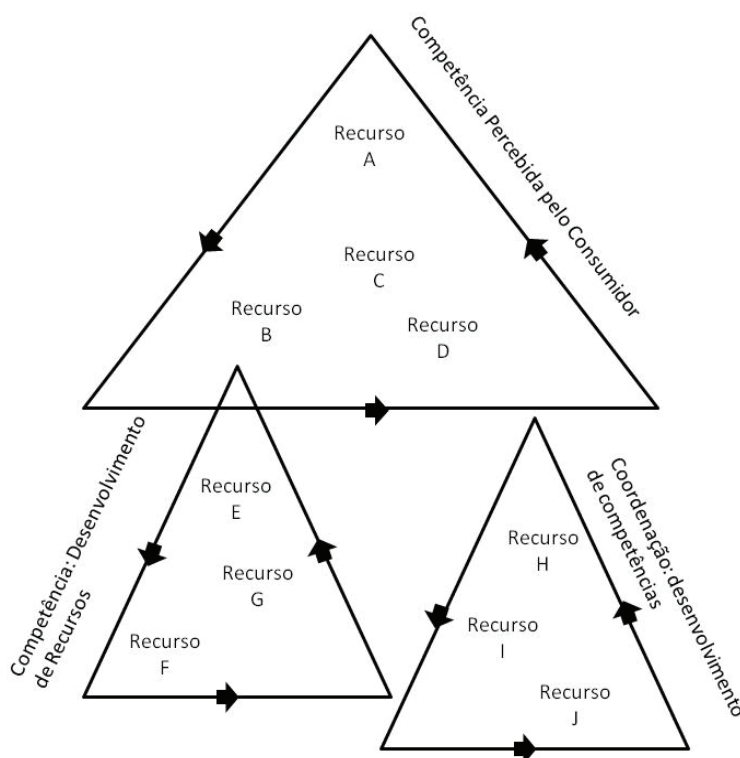 Competência Percebida pelo Consumidor
Recurso
A
Recurso
C
Recurso
B
Recurso
D
Competência: Desenvolvimento
de Recursos
Recurso
E
Recurso
G
Recurso
F
Coordenação: desenvolvimento
de competências
Recurso
H
Recurso
I
Recurso
J